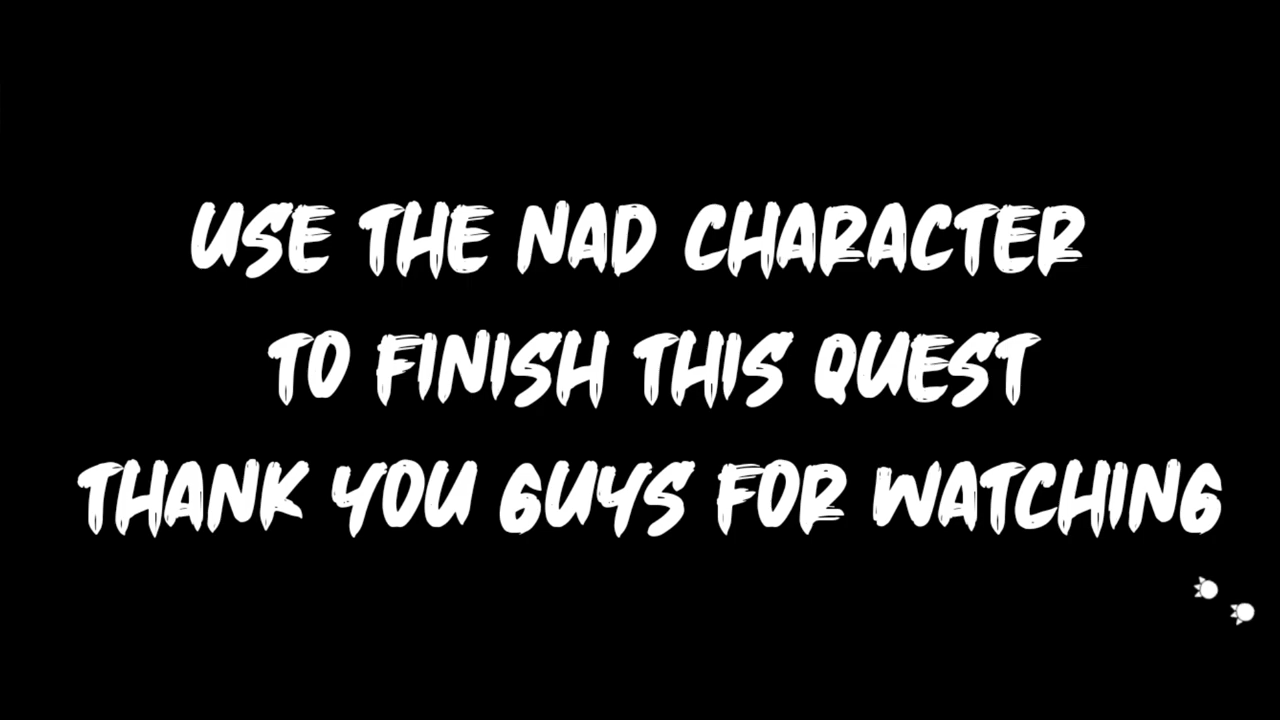 USE THE NAD CHARACTER
TO FINISH THIS QUEST
THANK YOU GUYS FOR WATCHING